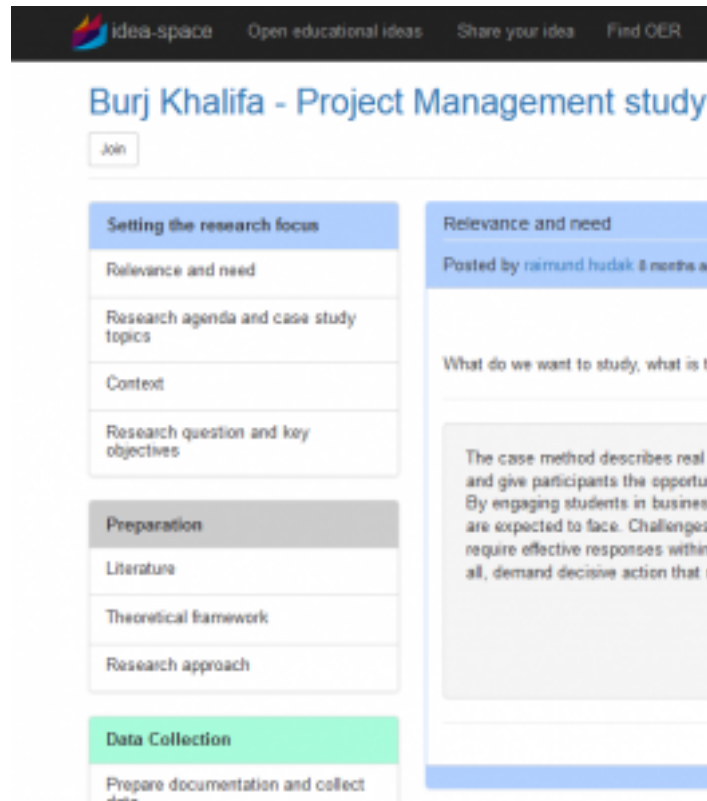 idea-space Open educational ideas Share your idea Find OER
Burj Khalifa - Project Management study
Join
Setting the research focus
Relevance and need
Research agenda and case study
topics
Context
Research question and key
objectives
Preparation
Literature
Theoretical framework
Research approach
Data Collection
Prepare documentation and collect
data
Relevance and need
Posted by raimund hudak 8 months
What do we want to study, what is
The case method describes real
and give participants the
By engaging students in
are expected to face. Challenges
require effective responses
all, demand decisive action that